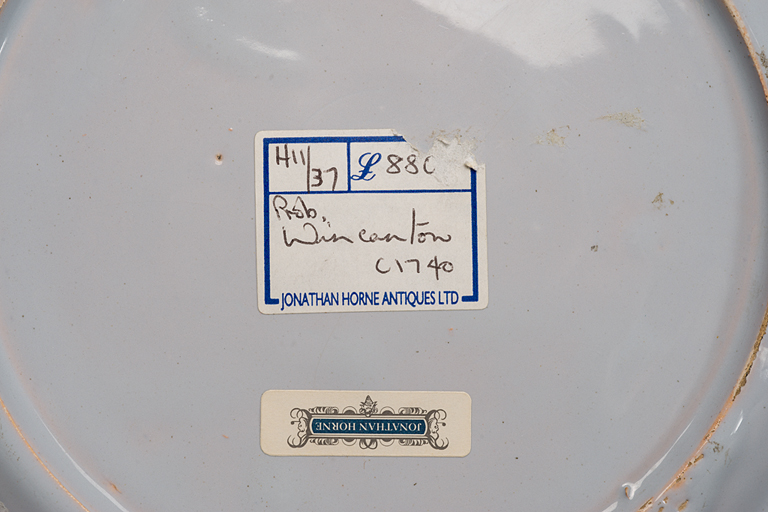 H11/37 £ 880
Prob.
Wincanton
C1740
JONATHAN HORNE ANTIQUES LTD
JONATHAN HORNE